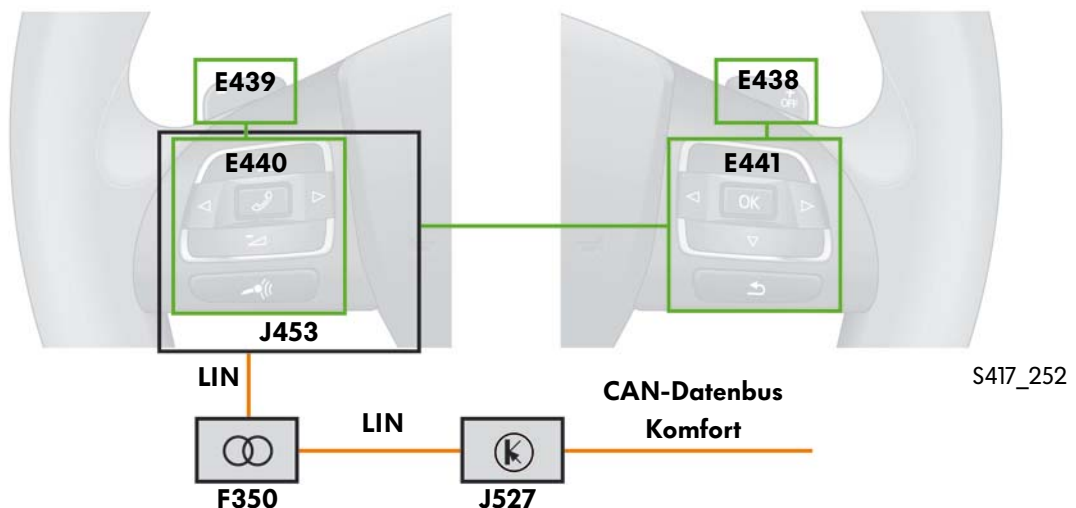 E439
E438
OFF
E440
E441
OK
J453
S417_252
LIN
CAN-Datenbus
Komfort
LIN
F350
J527